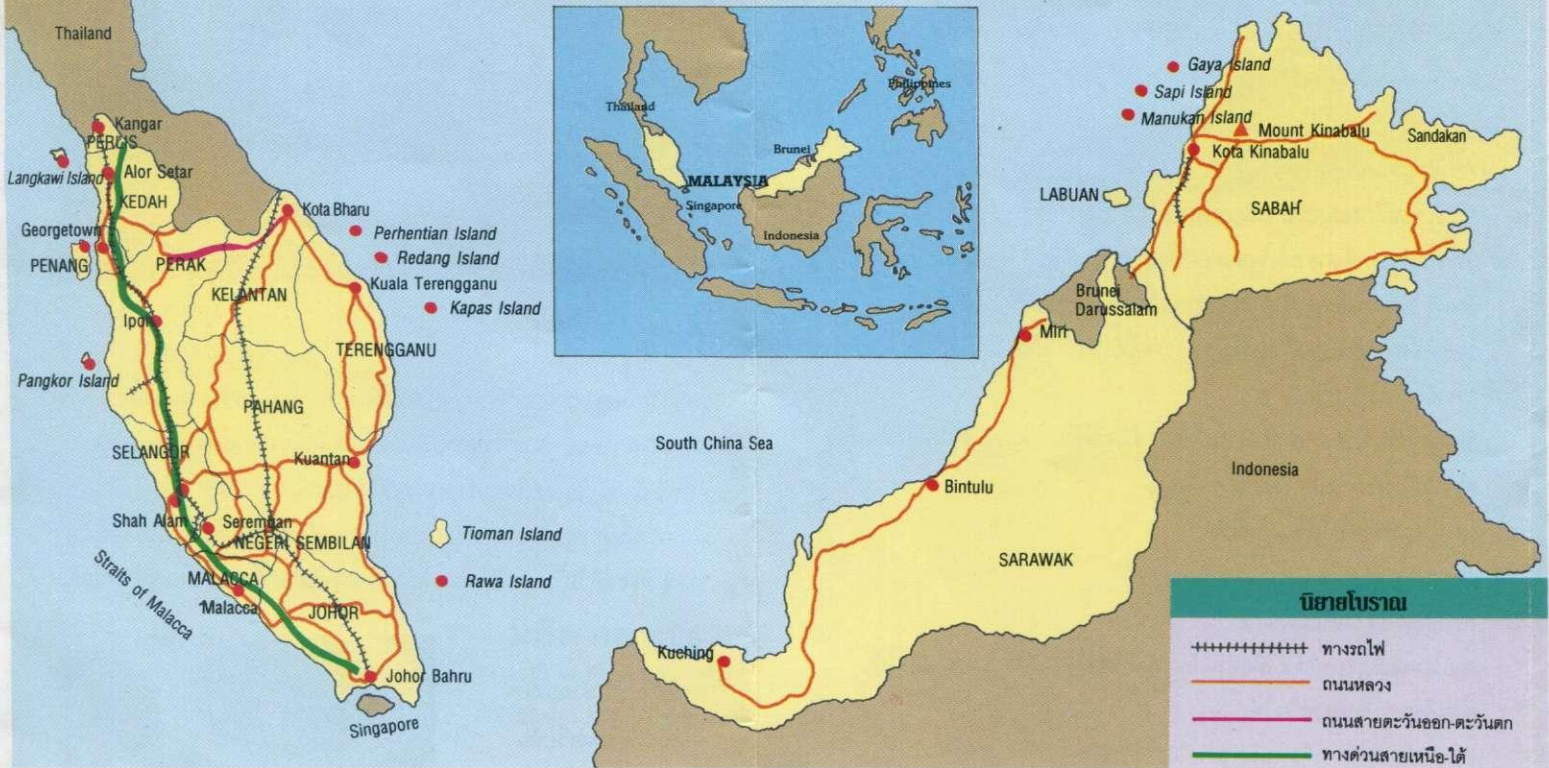 Thailand
Kangar
PERLIS
Langkawi Island
Alor Setar
KEDAH
Georgetown
PENANG
PERAK
Kota Bharu
Perhentian Island
Redang Island
Kuala Terengganu
Kapas Island
KELANTAN
Ipoh
TERENGGANU
Pangkor Island
PAHANG
SELANGOR
Kuantan
Shah Alam
Seremban
NEGERI SEMBILAN
Tioman Island
Rawa Island
Straits of Malacca
MALACCA
Malacca
JOHOR
Johor Bahru
Singapore
Thailand
Philippines
Brunei
MALAYSIA
Singapore
Indonesia
South China Sea
Gaya Island
Sapi Island
Manukan Island
Mount Kinabalu
Sandakan
Kota Kinabalu
LABUAN
SABAH
Brunei
Darussalam
Miri
Bintulu
Indonesia
SARAWAK
Kuching
นิยายโบราณ
ทางรถไฟ
ถนนหลวง
ถนนสายตะวันออก-ตะวันตก
ทางด่วนสายเหนือ-ใต้